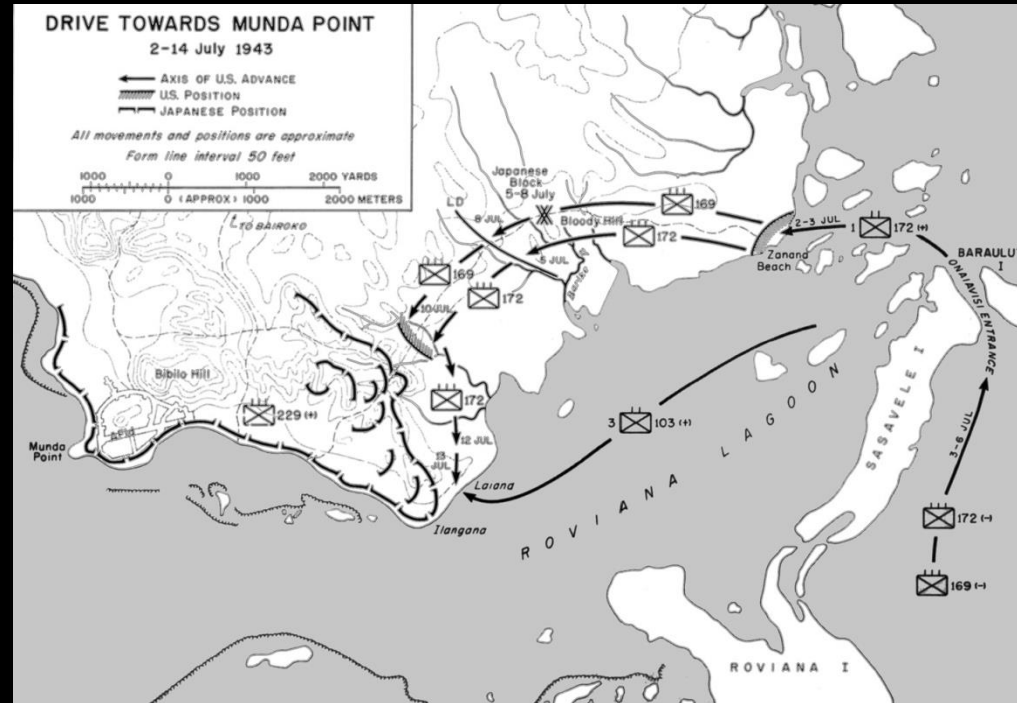 DRIVE TOWARDS MUNDA POINT
2-14 July 1943
AXIS OF U.S. ADVANCE
U.S. POSITION
JAPANESE POSITION
All movements and positions are approximate
Form line interval 50 feet
1000 0 1000 2000 YARDS
1000 0 (APPROX) 1000 2000 METERS
TO BAIROKO
LD
8 JUL
Japanese
Block
5-8 July
Bloody Hill
169
172
6 JUL
Barike R
2-3 JUL
1 172 (+)
Zanana
Beach
BARAULU
I
ONAIAVISI ENTRANCE
169
172
10 JUL
Bibilo Hill
229 (+)
Munda
Point
AFld
172
12 JUL
13
JUL
Laiana
Ilangana
3 103 (+)
ROVIANA LAGOON
SASAVELE I
3-6 JUL
172 (-)
169 (-)
ROVIANA I